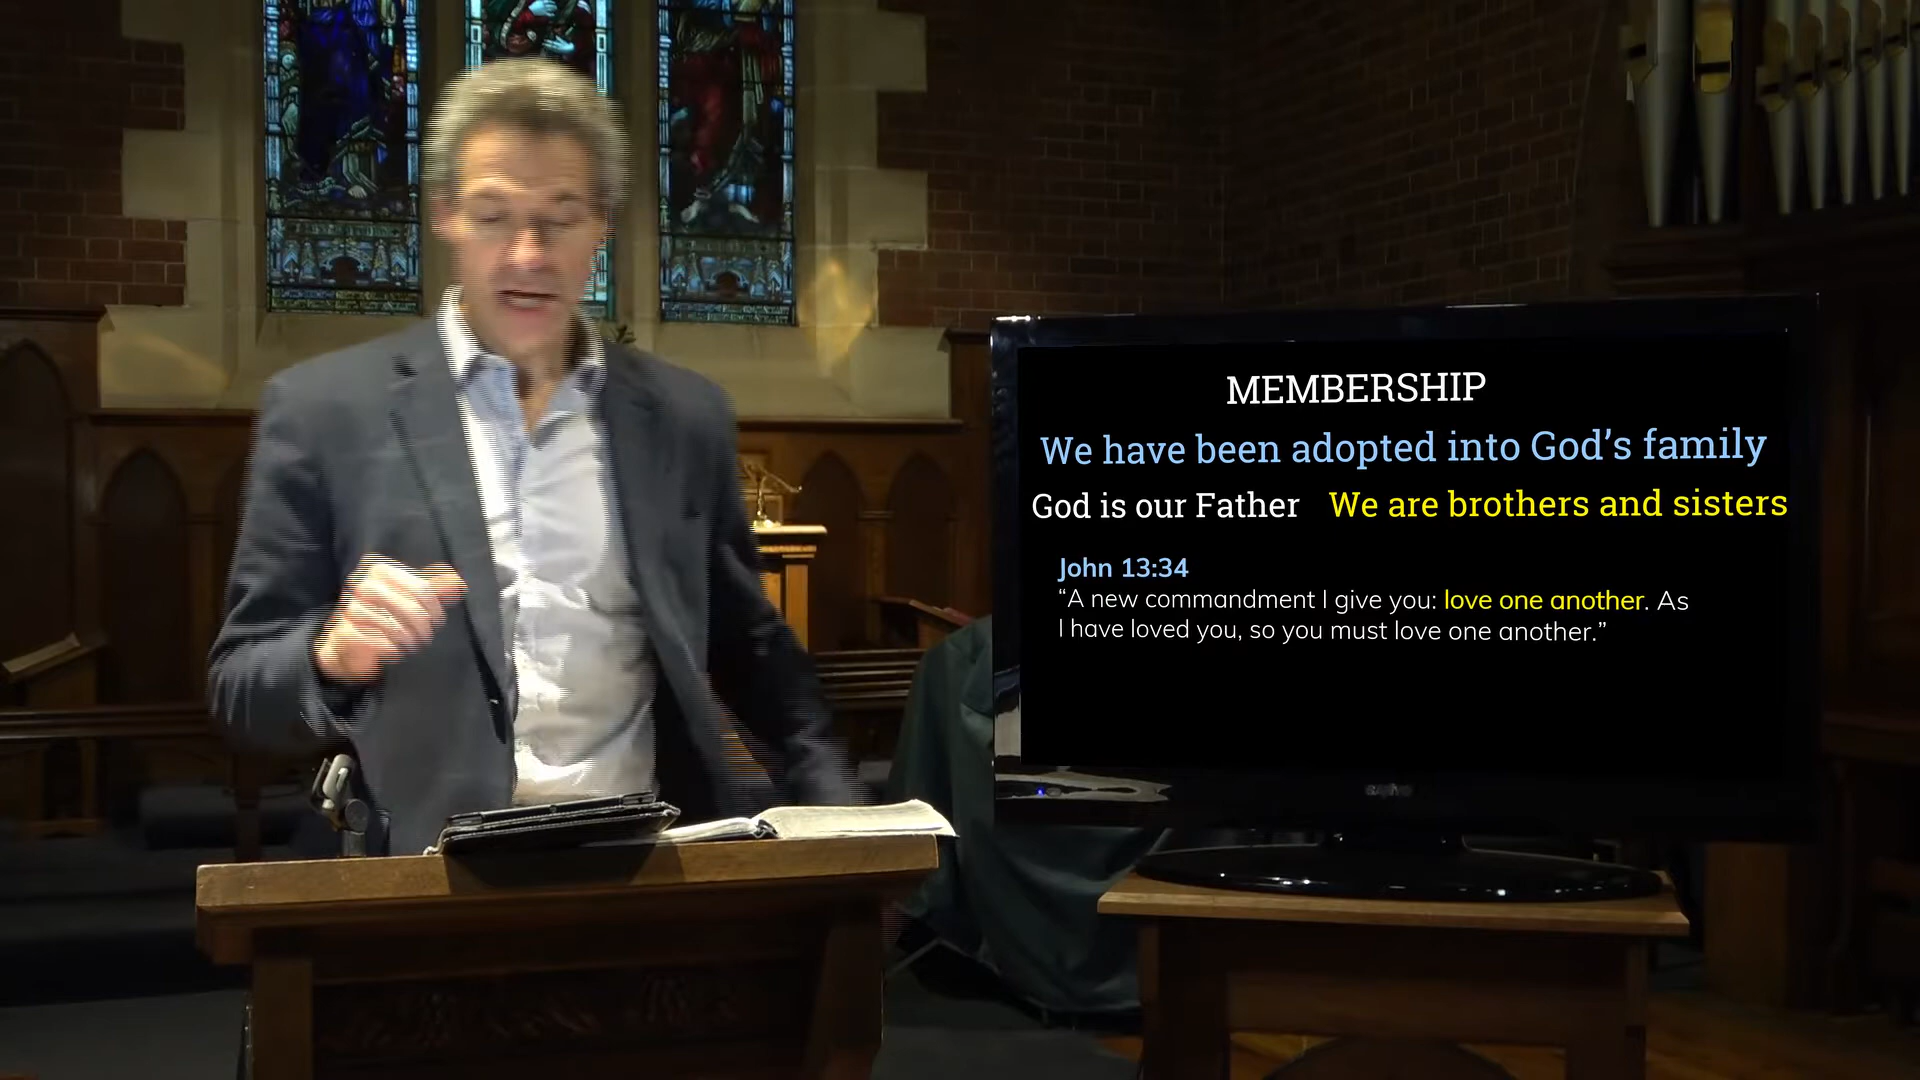 MEMBERSHIP
We have been adopted into God’s family
God is our Father We are brothers and sisters
John 13:34
“A new commandment I give you: love one another. As
I have loved you, so you must love one another.”